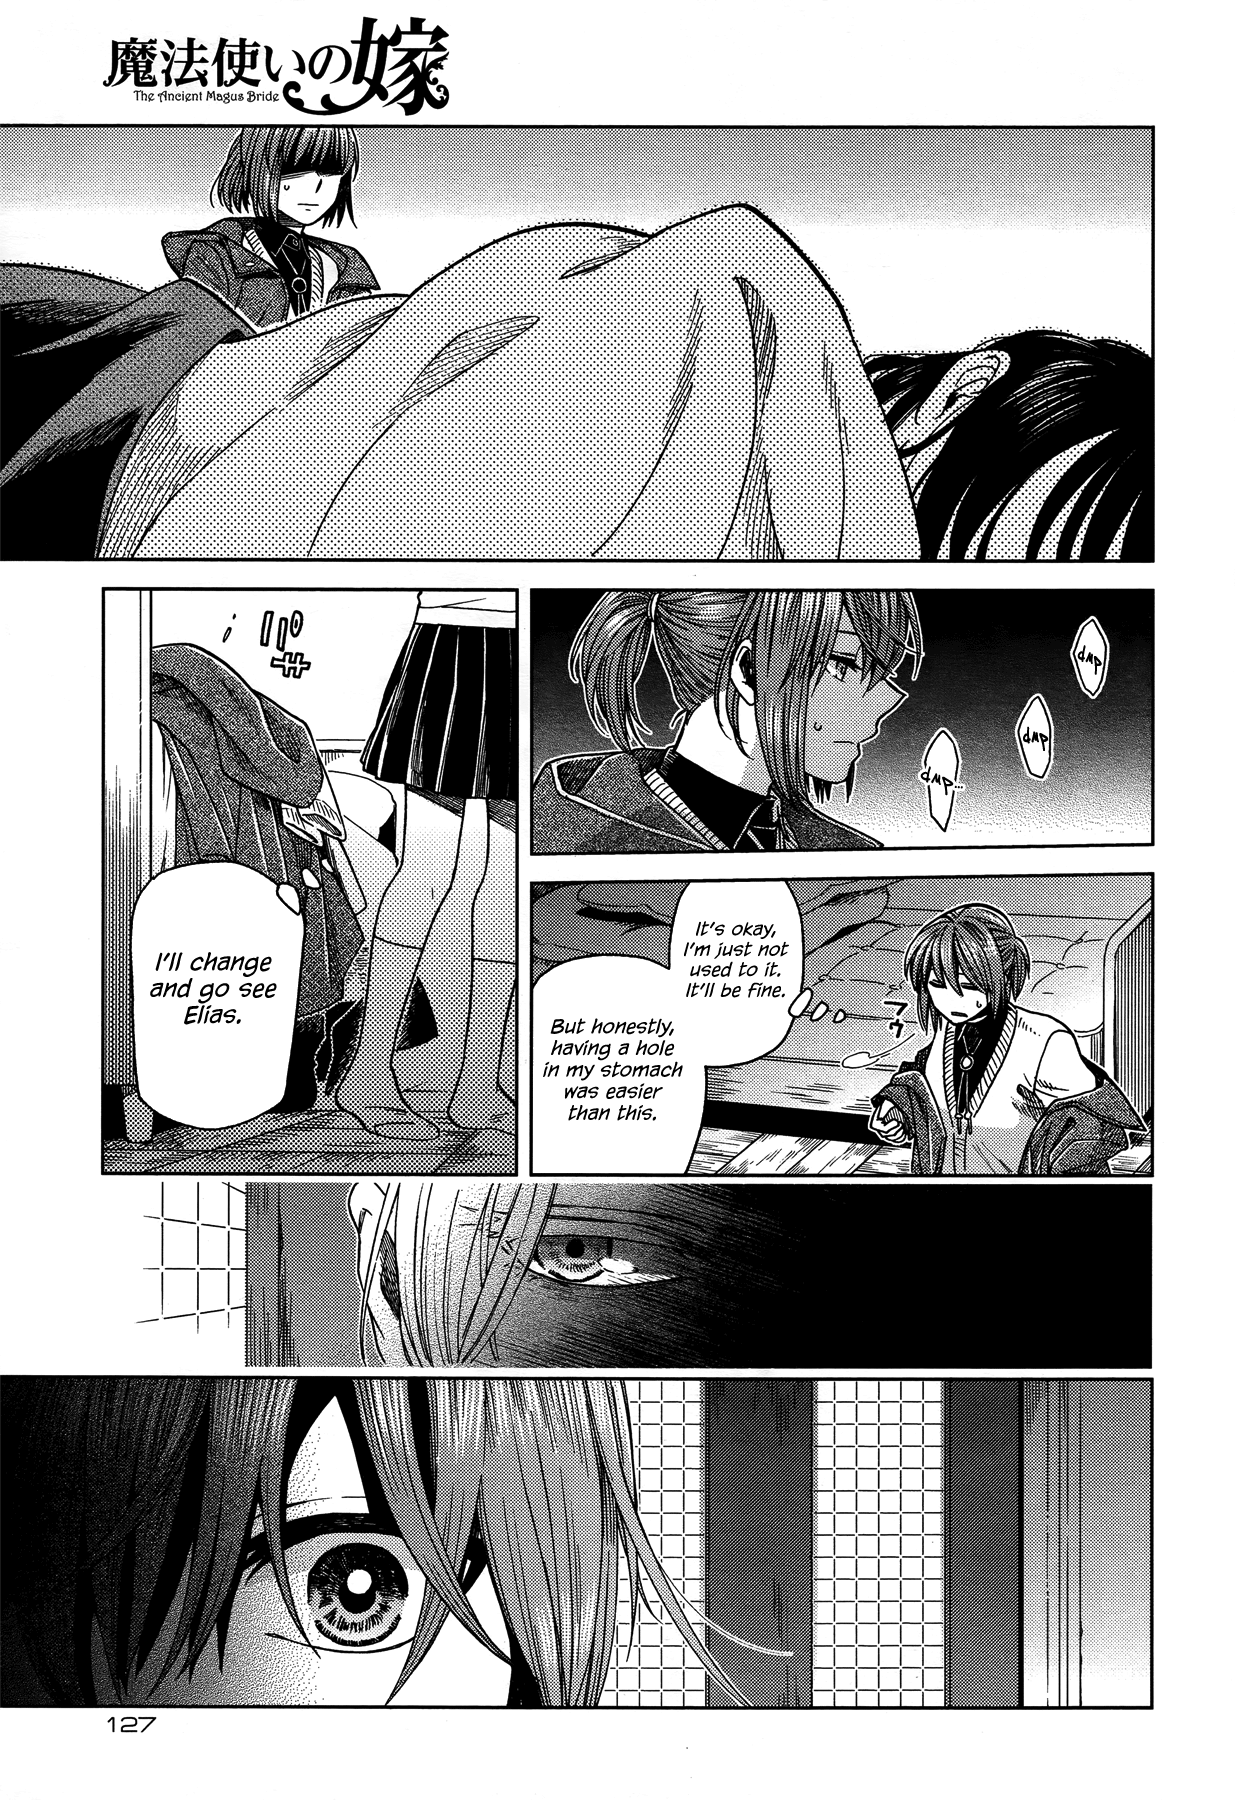 魔法使いの嫁
The Ancient Magus Bride
dmp
dmp
dmp...
It's okay,
I'm just not
used to it.
It'll be fine.
But honestly,
having a hole
in my stomach
was easier
than this.
フゥ
I'll change
and go see
Elias.
127